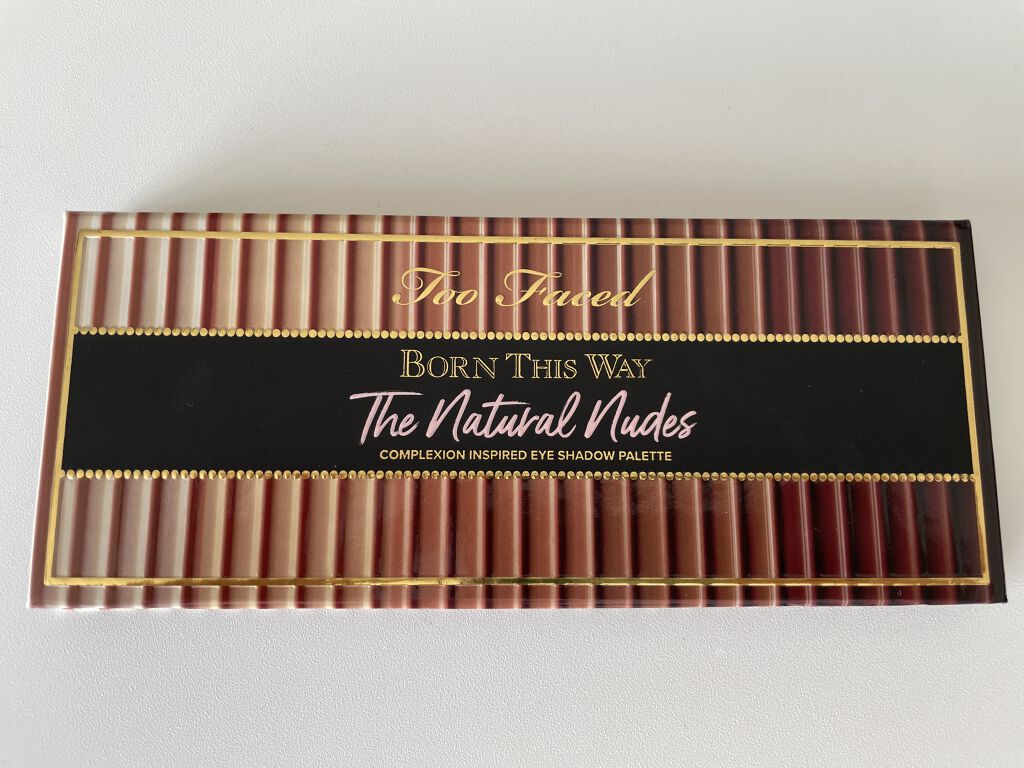 Too Faced
BORN THIS WAY
The Natural Nudes
COMPLEXION INSPIRED EYE SHADOW PALETTE